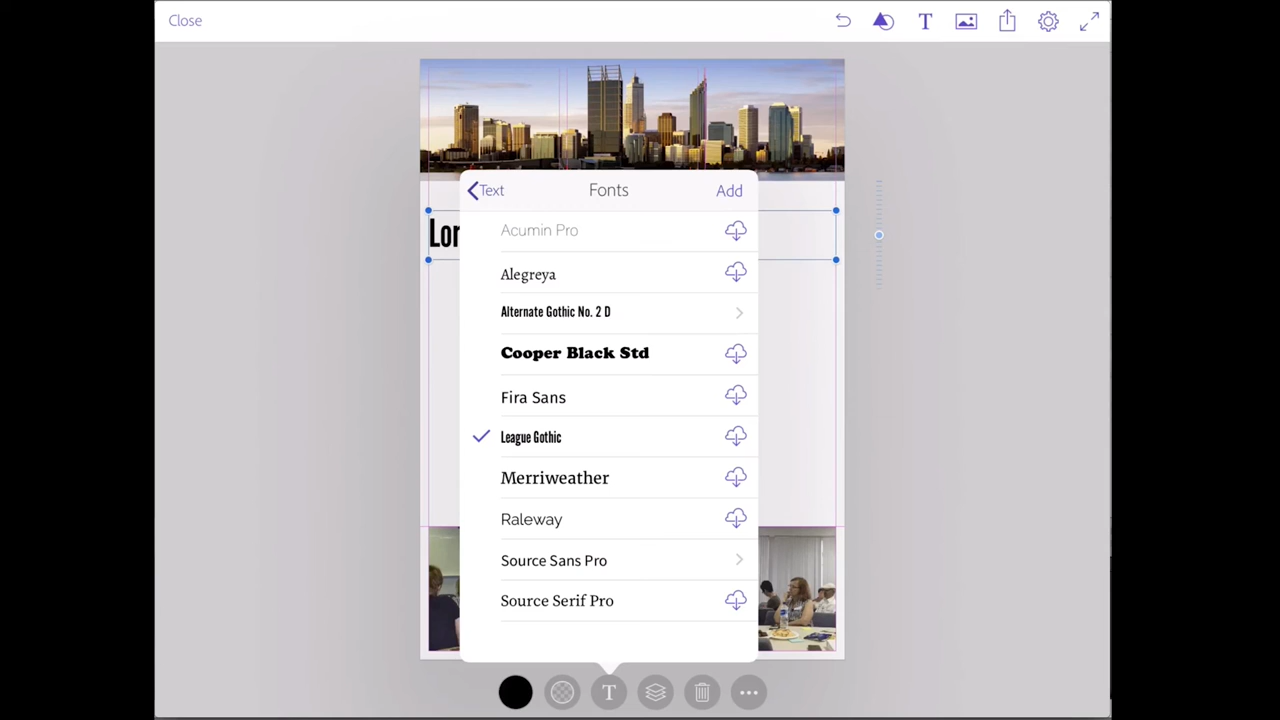 Close
T
Text
Fonts
Add
Lor
Acumin Pro
Alegreya
Alternate Gothic No. 2 D
Cooper Black Std
Fira Sans
League Gothic
Merriweather
Raleway
Source Sans Pro
Source Serif Pro
T